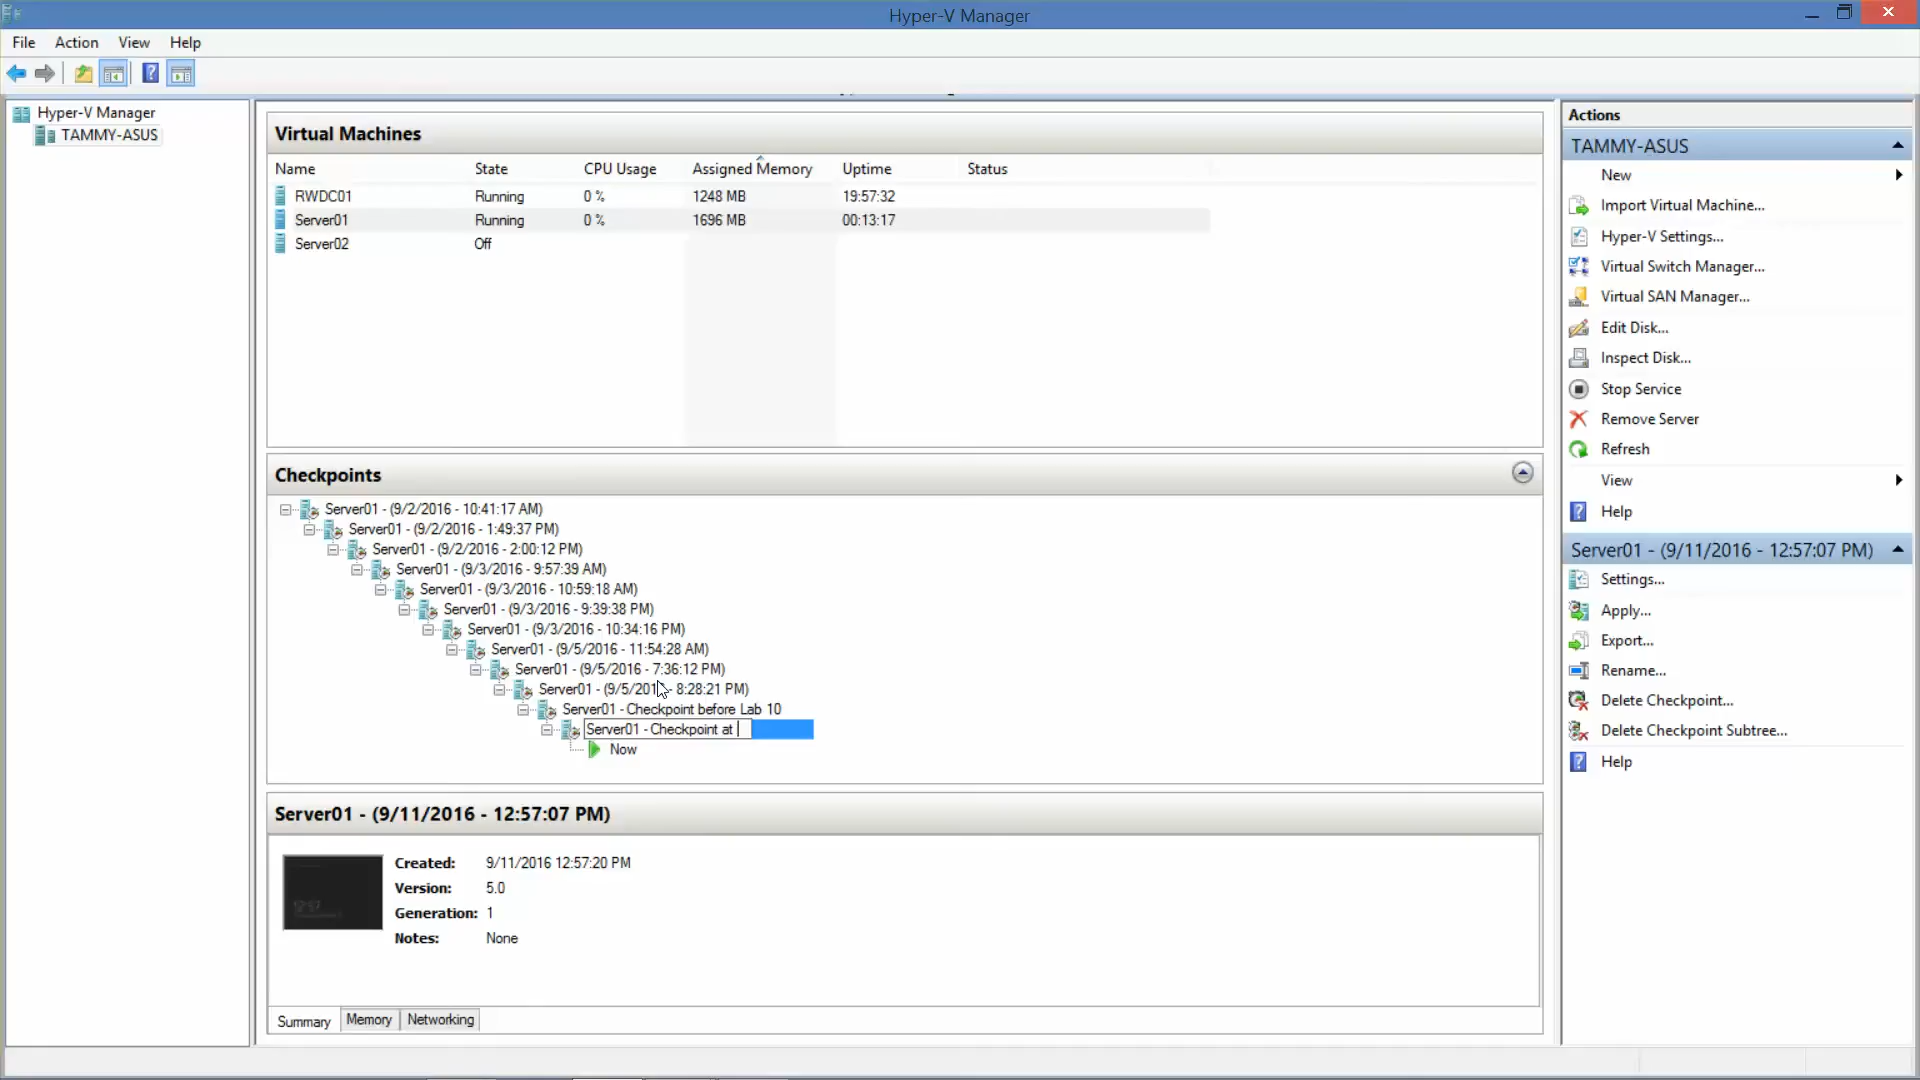 Hyper-V Manager
File Action View Help
Hyper-V Manager
TAMMY-ASUS
Virtual Machines
Name State CPU Usage Assigned Memory Uptime Status
RWDC01 Running 0 % 1248 MB 19:57:32
Server01 Running 0 % 1696 MB 00:13:17
Server02 Off
Checkpoints
Server01 - (9/2/2016 - 10:41:17 AM)
Server01 - (9/2/2016 - 1:49:37 PM)
Server01 - (9/2/2016 - 2:00:12 PM)
Server01 - (9/3/2016 - 9:57:39 AM)
Server01 - (9/3/2016 - 10:59:18 AM)
Server01 - (9/3/2016 - 9:39:38 PM)
Server01 - (9/3/2016 - 10:34:16 PM)
Server01 - (9/5/2016 - 11:54:28 AM)
Server01 - (9/5/2016 - 7:36:12 PM)
Server01 - (9/5/201 - 8:28:21 PM)
Server01 - Checkpoint before Lab 10
Server01 - Checkpoint at
Now
Server01 - (9/11/2016 - 12:57:07 PM)
Created: 9/11/2016 12:57:20 PM
Version: 5.0
Generation: 1
Notes: None
Summary Memory Networking
Actions
TAMMY-ASUS
New
Import Virtual Machine...
Hyper-V Settings...
Virtual Switch Manager...
Virtual SAN Manager...
Edit Disk...
Inspect Disk...
Stop Service
Remove Server
Refresh
View
Help
Server01 - (9/11/2016 - 12:57:07 PM)
Settings...
Apply...
Export...
Rename...
Delete Checkpoint...
Delete Checkpoint Subtree...
Help